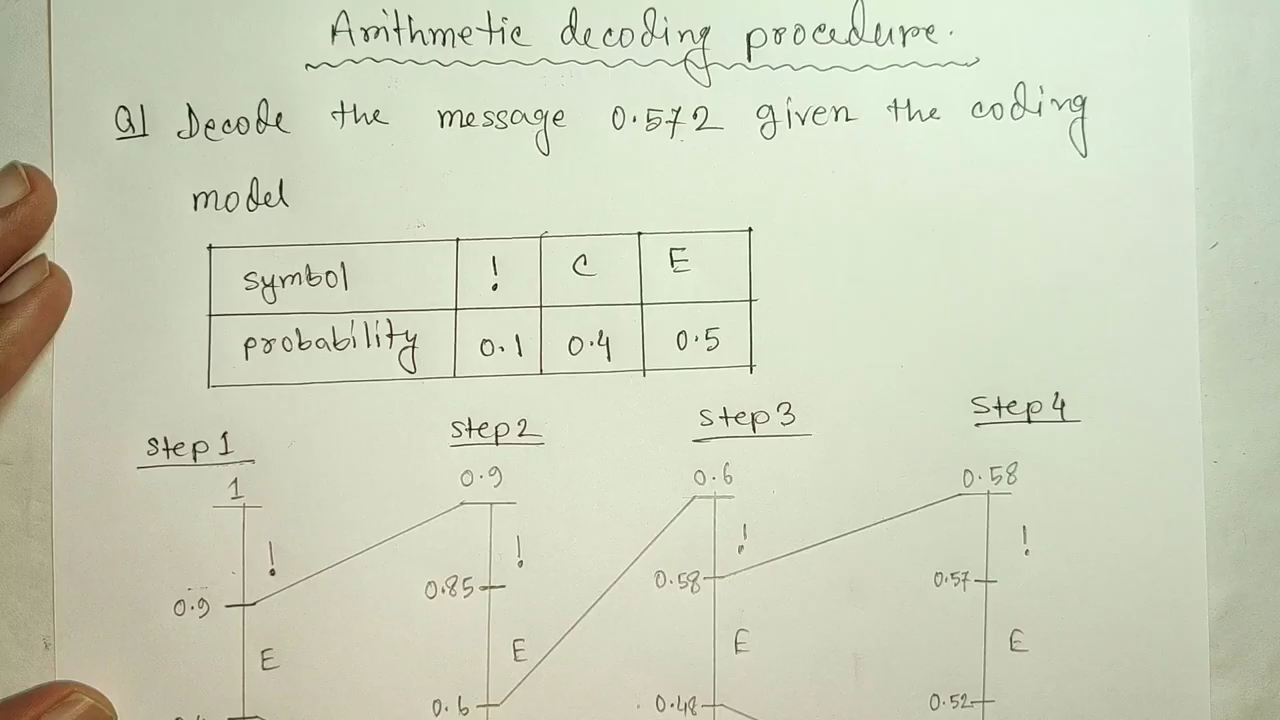 Arithmetic decoding procedure.
Q1 Decode the message 0.572 given the coding
model
symbol ! C E
probability 0.1 0.4 0.5
Step 1 Step 2 Step 3 Step 4
1 0.9 0.6 0.58
! ! ! !
0.9 0.85 0.58 0.57
E E E E
0.6 0.48 0.52